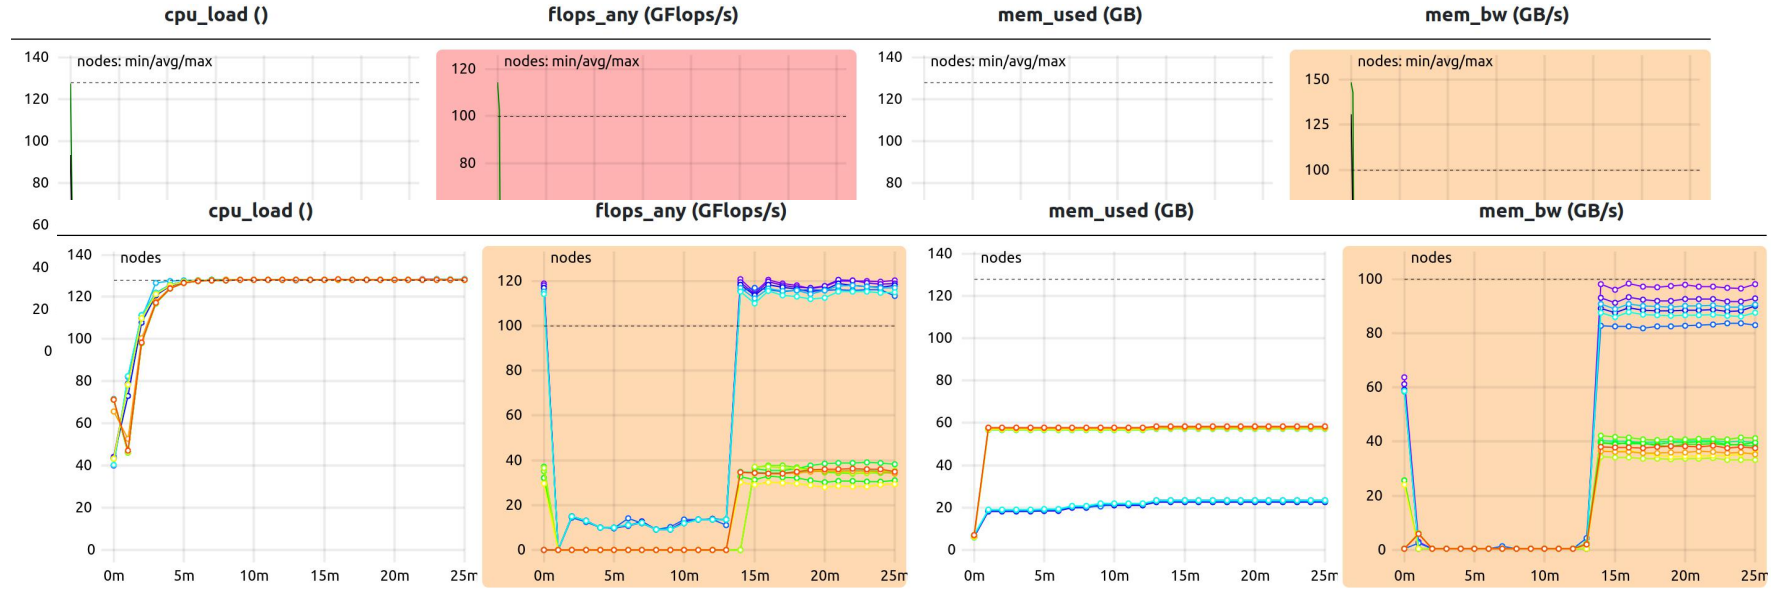 cpu_load () flops_any (GFlops/s) mem_used (GB) mem_bw (GB/s)
nodes: min/avg/max nodes: min/avg/max nodes: min/avg/max nodes: min/avg/max
140 120 140 150
120 100 120 125
100 80 100 100
80 80
60
40
20
0
cpu_load () flops_any (GFlops/s) mem_used (GB) mem_bw (GB/s)
nodes nodes nodes nodes
140 120 140 100
120 100 120 80
100 80 100 60
80 60 80 40
60 40 60 20
40 20 40 0
20 0 20
0 0
0m 5m 10m 15m 20m 25m 0m 5m 10m 15m 20m 25m 0m 5m 10m 15m 20m 25m 0m 5m 10m 15m 20m 25m